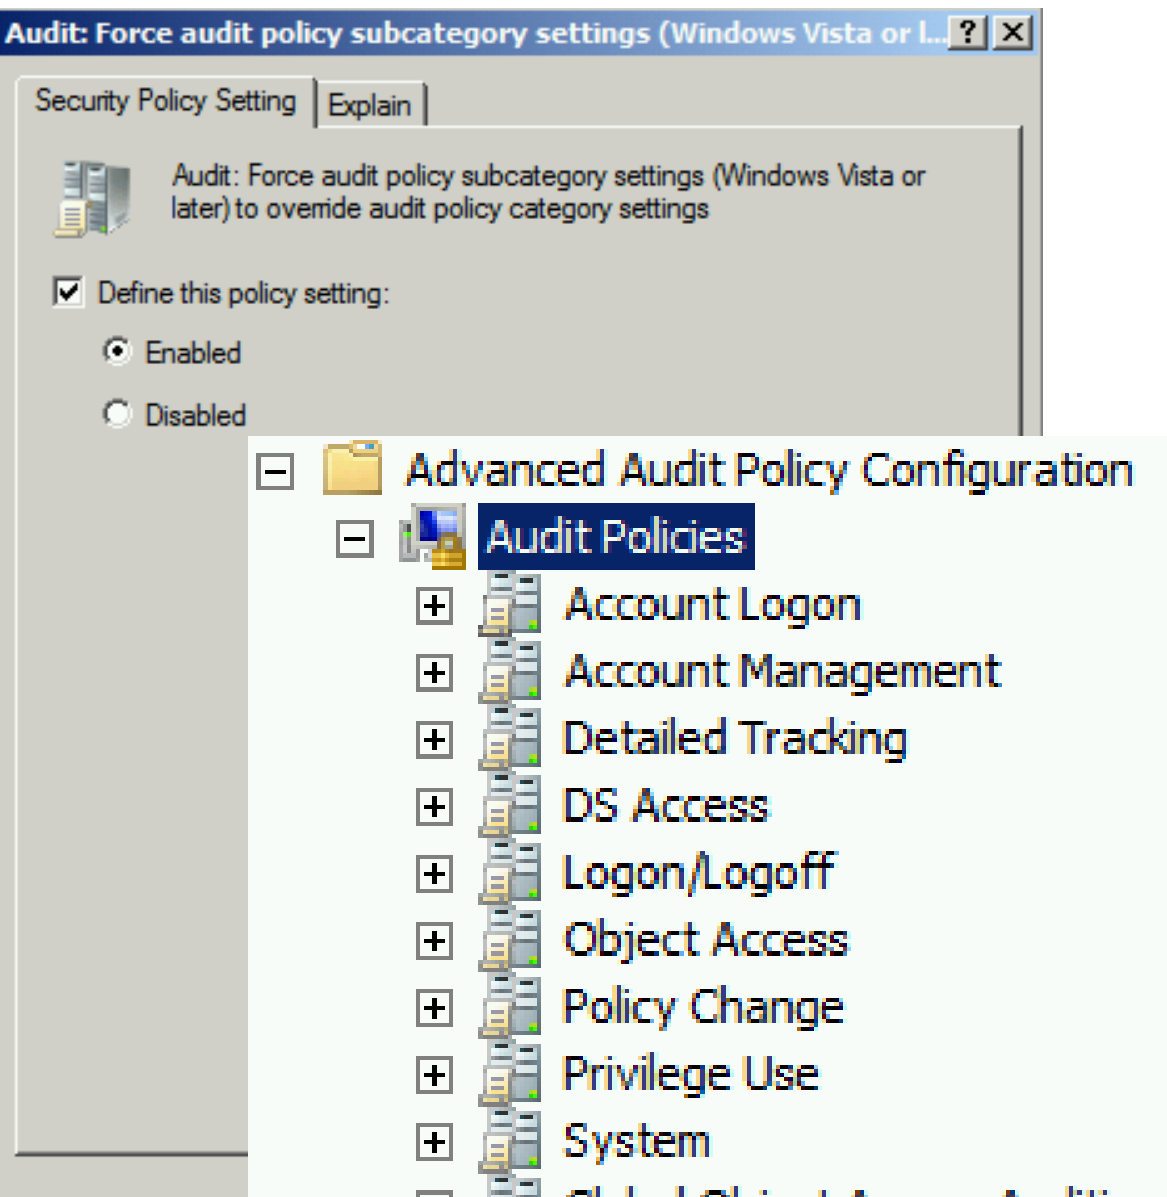 Audit: Force audit policy subcategory settings (Windows Vista or l...
Security Policy Setting
Explain
Audit: Force audit policy subcategory settings (Windows Vista or
later) to override audit policy category settings
Define this policy setting:
Enabled
Disabled
Advanced Audit Policy Configuration
Audit Policies
Account Logon
Account Management
Detailed Tracking
DS Access
Logon/Logoff
Object Access
Policy Change
Privilege Use
System